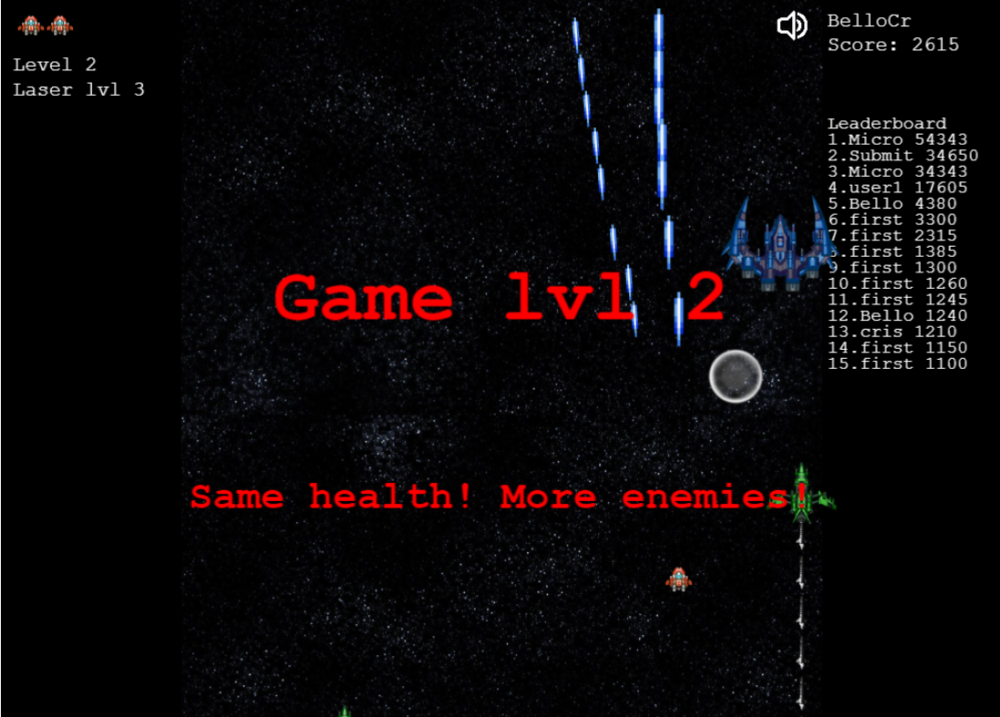 Level 2
Laser lvl 3
BelloCr
Score: 2615
Leaderboard
1.Micro 54343
2.Submit 34650
3.Micro 34343
4.user1 17605
5.Bello 4380
6.first 3300
7.first 2315
8.first 1385
9.first 1300
10.first 1260
11.first 1245
12.Bello 1240
13.cris 1210
14.first 1150
15.first 1100
Game lvl 2
Same health! More enemies!